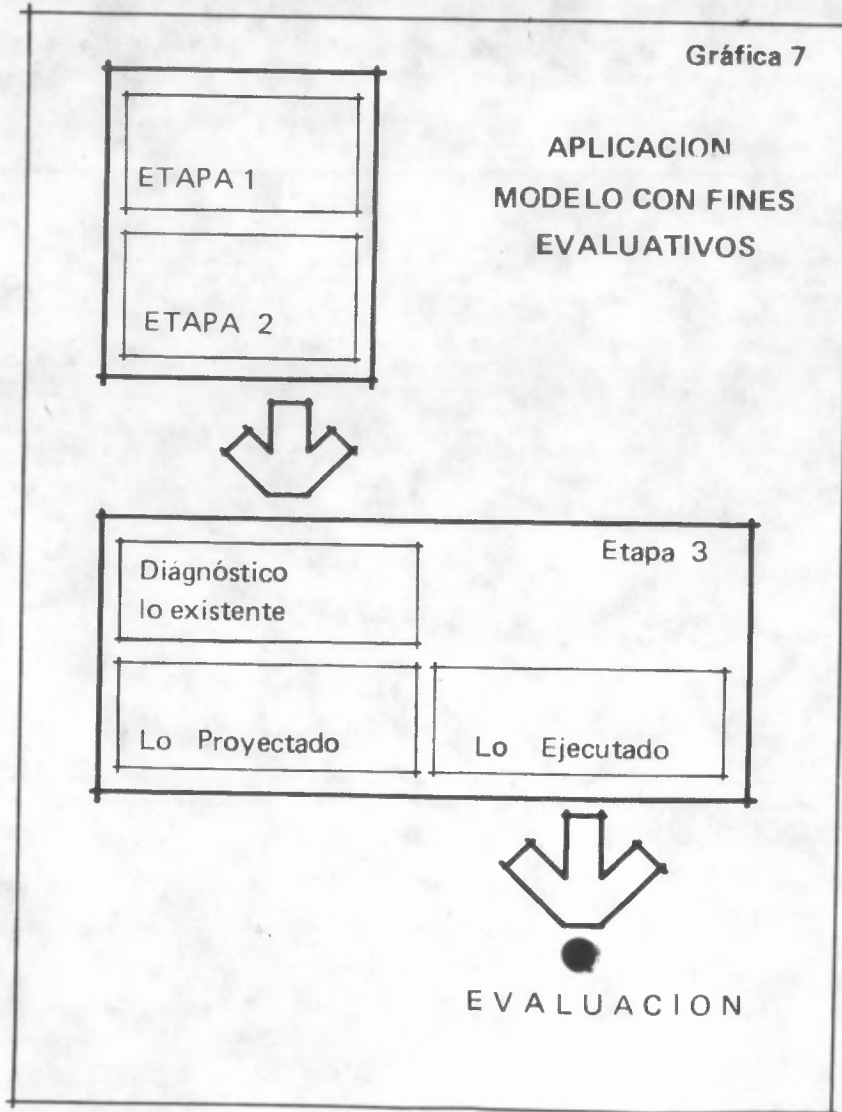 Gráfica 7
APLICACION
MODELO CON FINES
EVALUATIVOS
ETAPA 1
ETAPA 2
Etapa 3
Diágnóstico
lo existente
Lo Proyectado
Lo Ejecutado
EVALUACION